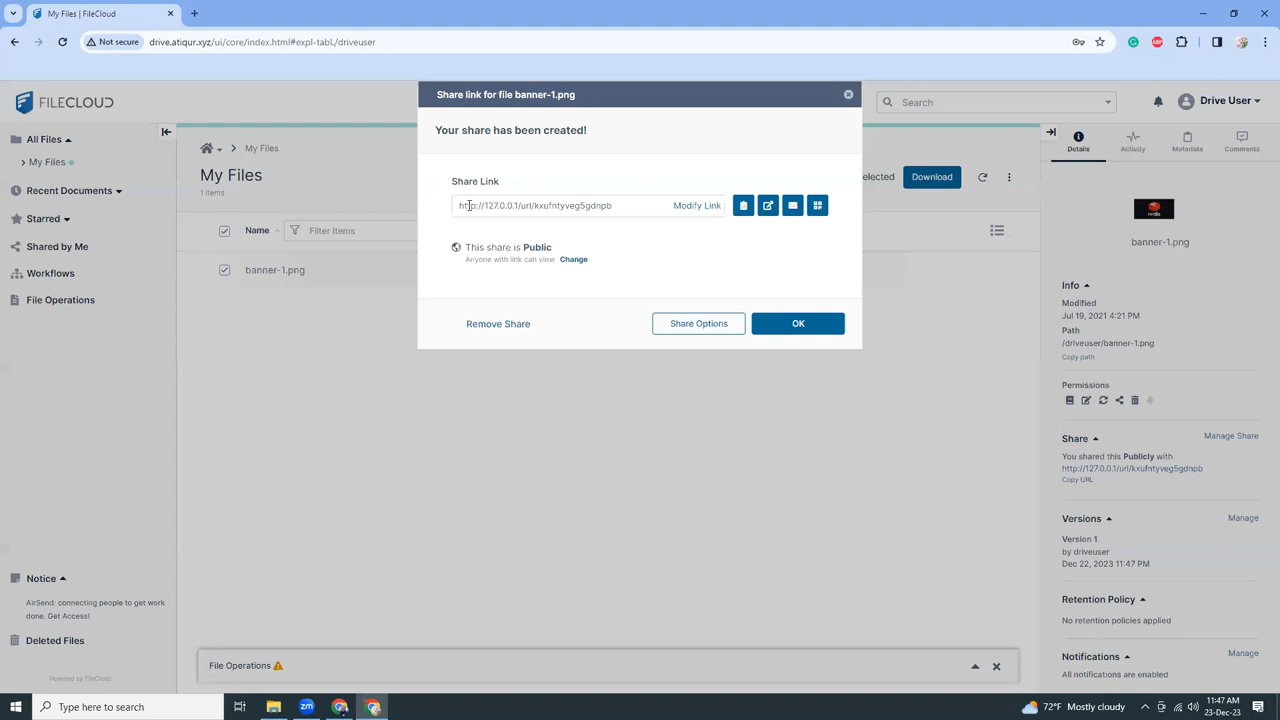 My Files
Not secure
drive.atiqur.xyz/ui/core/index.html#expl-tabl./driveuser
FILECLOUD
Search
Drive User
All Files
My Files
Recent Documents
Starred
Shared by Me
Workflows
File Operations
My Files
My Files
1 items
elected
Download
Name
Filter Items
banner-1.png
Share link for file banner-1.png
Your share has been created!
Share Link
http://127.0.0.1/url/kxufntyveg5gdnpb
Modify Link
This share is Public
Anyone with link can view Change
Remove Share
Share Options
OK
Details
Activity
Metadata
Comments
redis
banner-1.png
Info
Modified
Jul 19, 2021 4:21 PM
Path
/driveuser/banner-1.png
Copy path
Permissions
Share
Manage Share
You shared this Publicly with
http://127.0.0.1/url/kxufntyveg5gdnpb
Copy URL
Versions
Manage
Version 1
by driveuser
Dec 22, 2023 11:47 PM
Retention Policy
No retention policies applied
Notifications
Manage
All notifications are enabled
Notice
AirSend: connecting people to get work
done. Get Access!
Deleted Files
Powered by FileCloud
File Operations
Type here to search
zm
72°F Mostly cloudy
11:47 AM
23-Dec-23